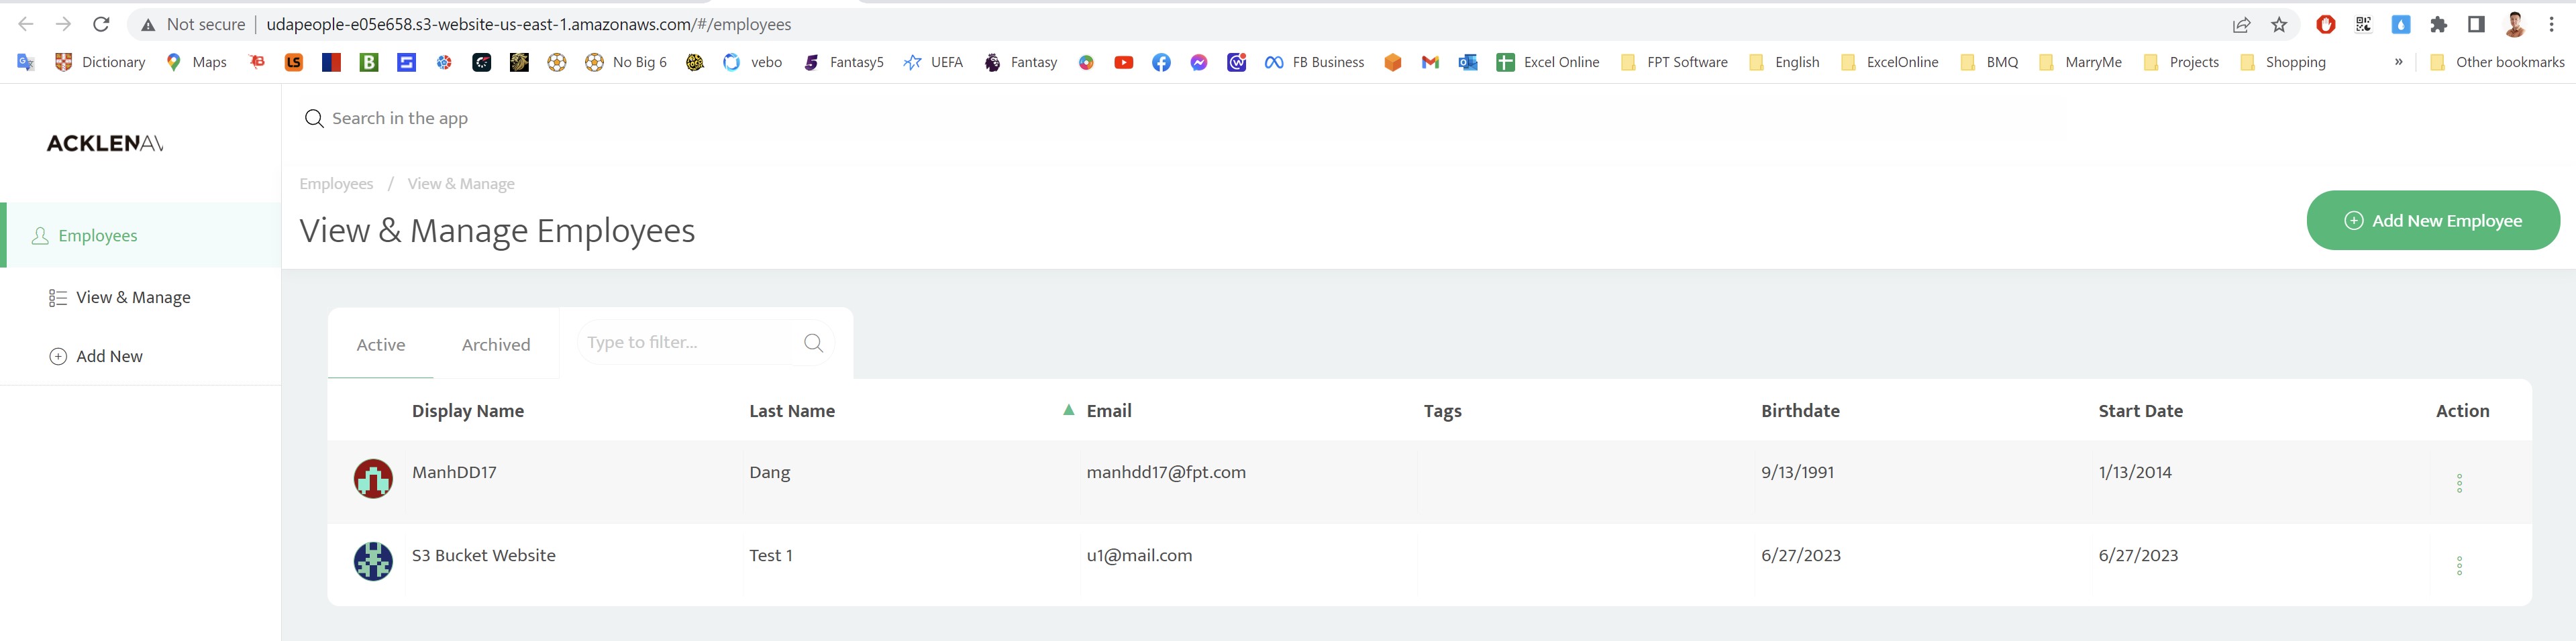 Not secure | udapeople-e05e658.s3-website-us-east-1.amazonaws.com/#/employees
Dictionary Maps LS B No Big 6 vebo Fantasy5 UEFA Fantasy FB Business Excel Online FPT Software English ExcelOnline BMQ MarryMe Projects Shopping » Other bookmarks
ACKLENAV
Search in the app
Employees / View & Manage
View & Manage Employees
Add New Employee
Employees
View & Manage
Add New
Active Archived Type to filter...
Display Name Last Name Email Tags Birthdate Start Date Action
ManhDD17 Dang manhdd17@fpt.com 9/13/1991 1/13/2014
S3 Bucket Website Test 1 u1@mail.com 6/27/2023 6/27/2023